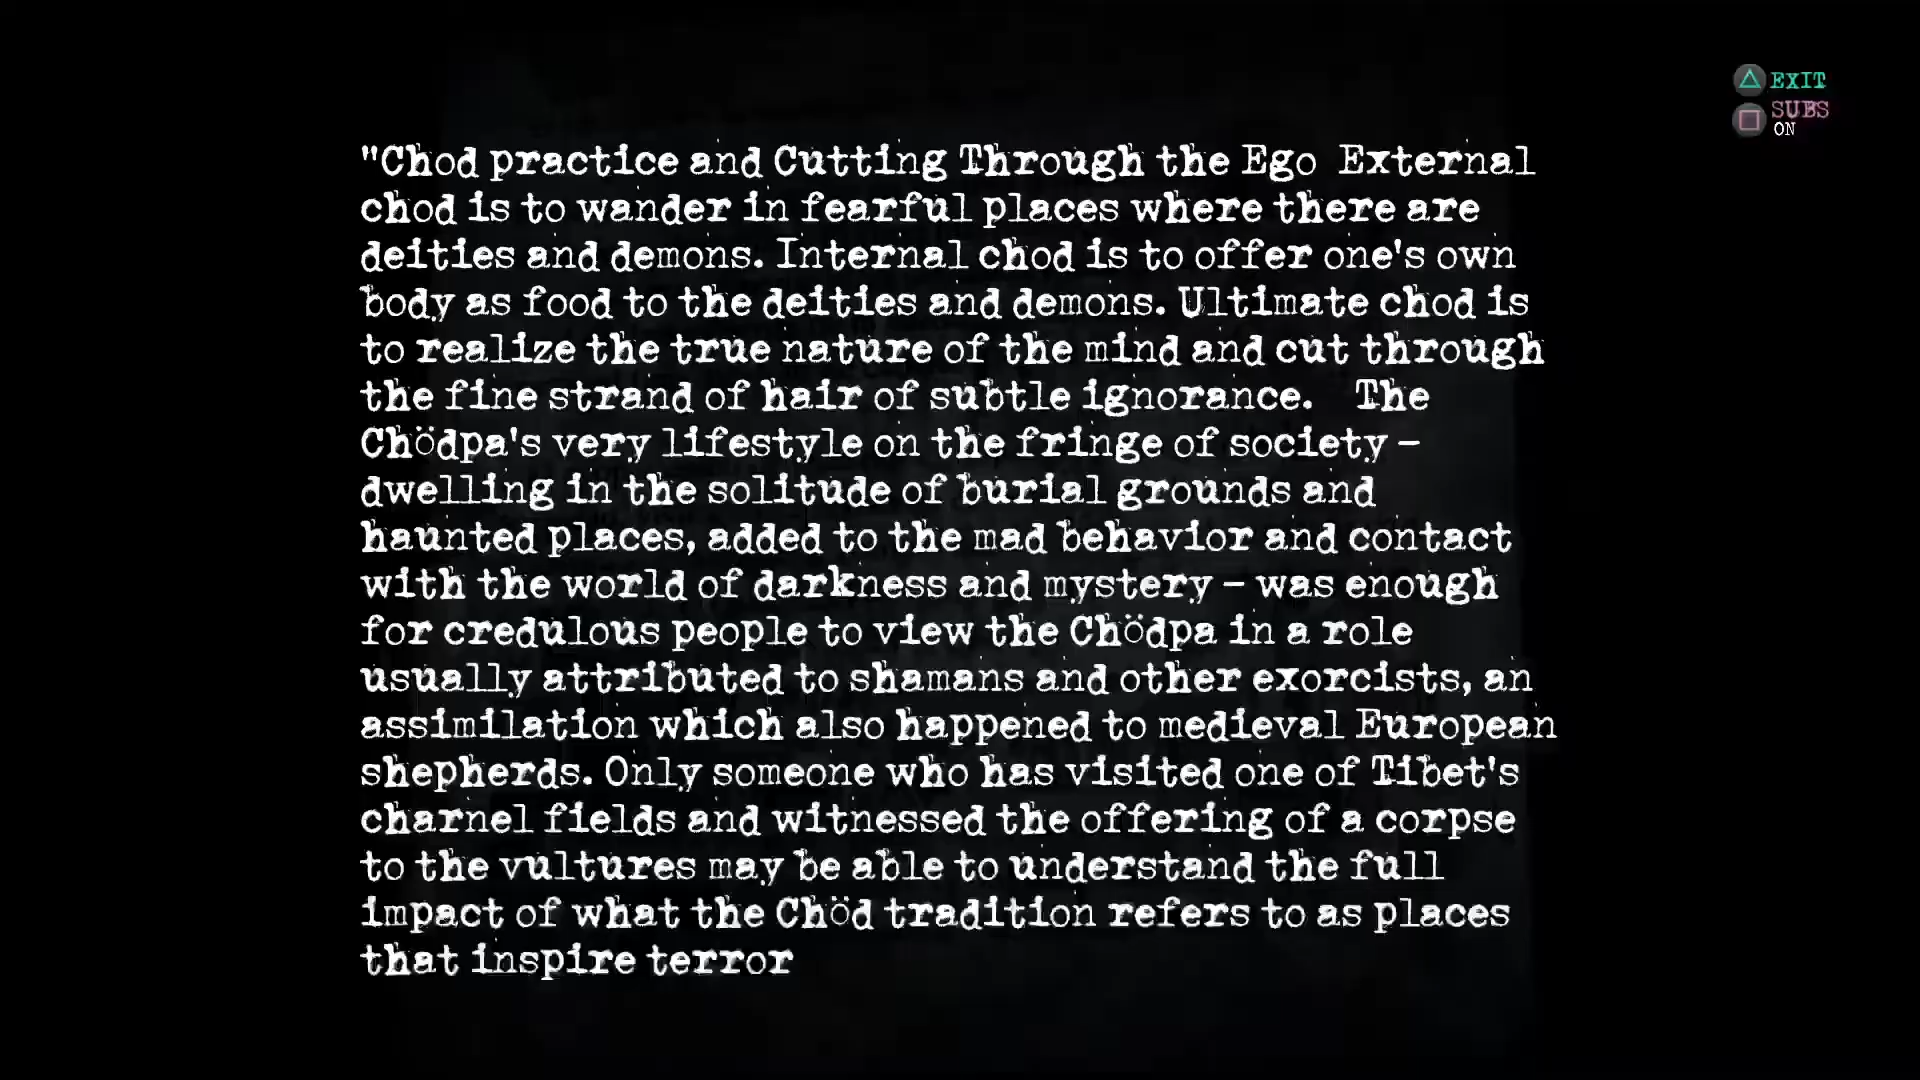 EXIT
SUBS
ON
"Chod practice and Cutting Through the Ego  External
chod is to wander in fearful places where there are
deities and demons. Internal chod is to offer one's own
body as food to the deities and demons. Ultimate chod is
to realize the true nature of the mind and cut through
the fine strand of hair of subtle ignorance.   The
Chödpa's very lifestyle on the fringe of society –
dwelling in the solitude of burial grounds and
haunted places, added to the mad behavior and contact
with the world of darkness and mystery – was enough
for credulous people to view the Chödpa in a role
usually attributed to shamans and other exorcists, an
assimilation which also happened to medieval European
shepherds. Only someone who has visited one of Tibet's
charnel fields and witnessed the offering of a corpse
to the vultures may be able to understand the full
impact of what the Chöd tradition refers to as places
that inspire terror